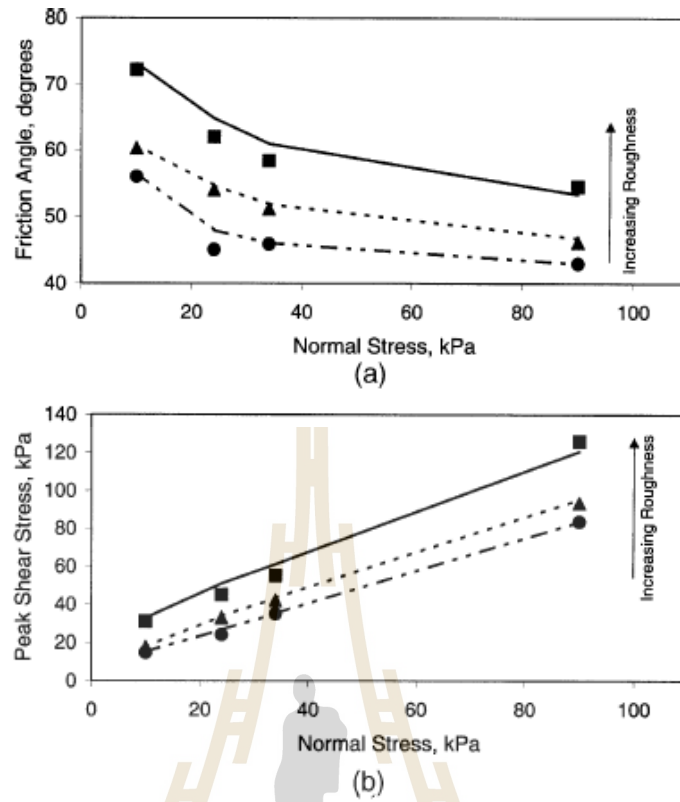 80
70
60
50
40
Friction Angle, degrees
Increasing Roughness
0 20 40 60 80 100
Normal Stress, kPa
(a)
140
120
100
80
60
40
20
0
Peak Shear Stress, kPa
Increasing Roughness
0 20 40 60 80 100
Normal Stress, kPa
(b)